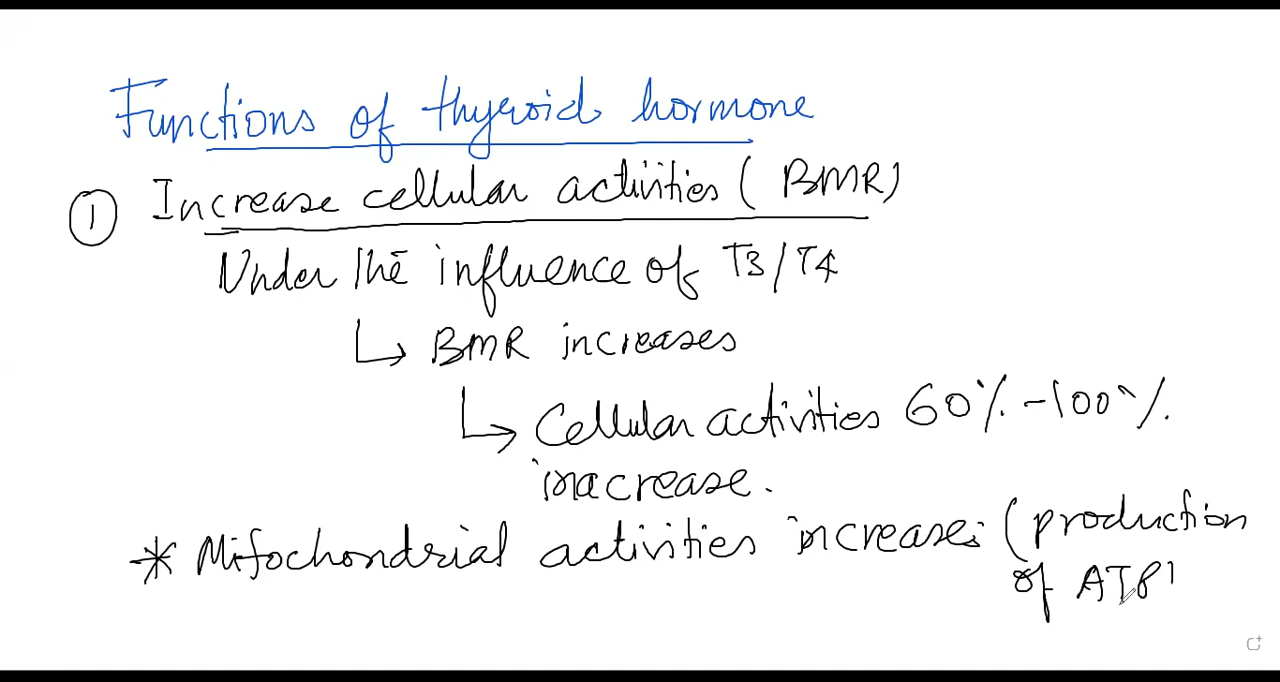 Functions of thyroid hormone
① Increase cellular activities ( BMR)
Under the influence of T3/T4
↳ BMR increases
↳ Cellular activities 60% -100%
inacrease.
* Mitochondrial activities increase. (production
of ATP)